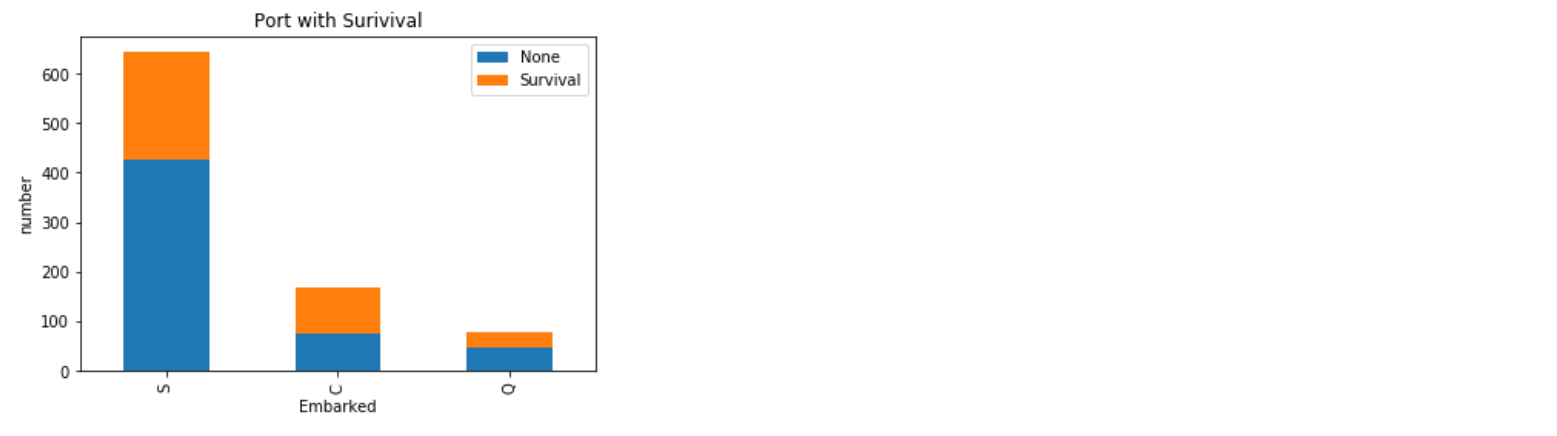 Port with Surivival
None
Survival
600
500
400
300
200
100
0
number
S
C
Q
Embarked